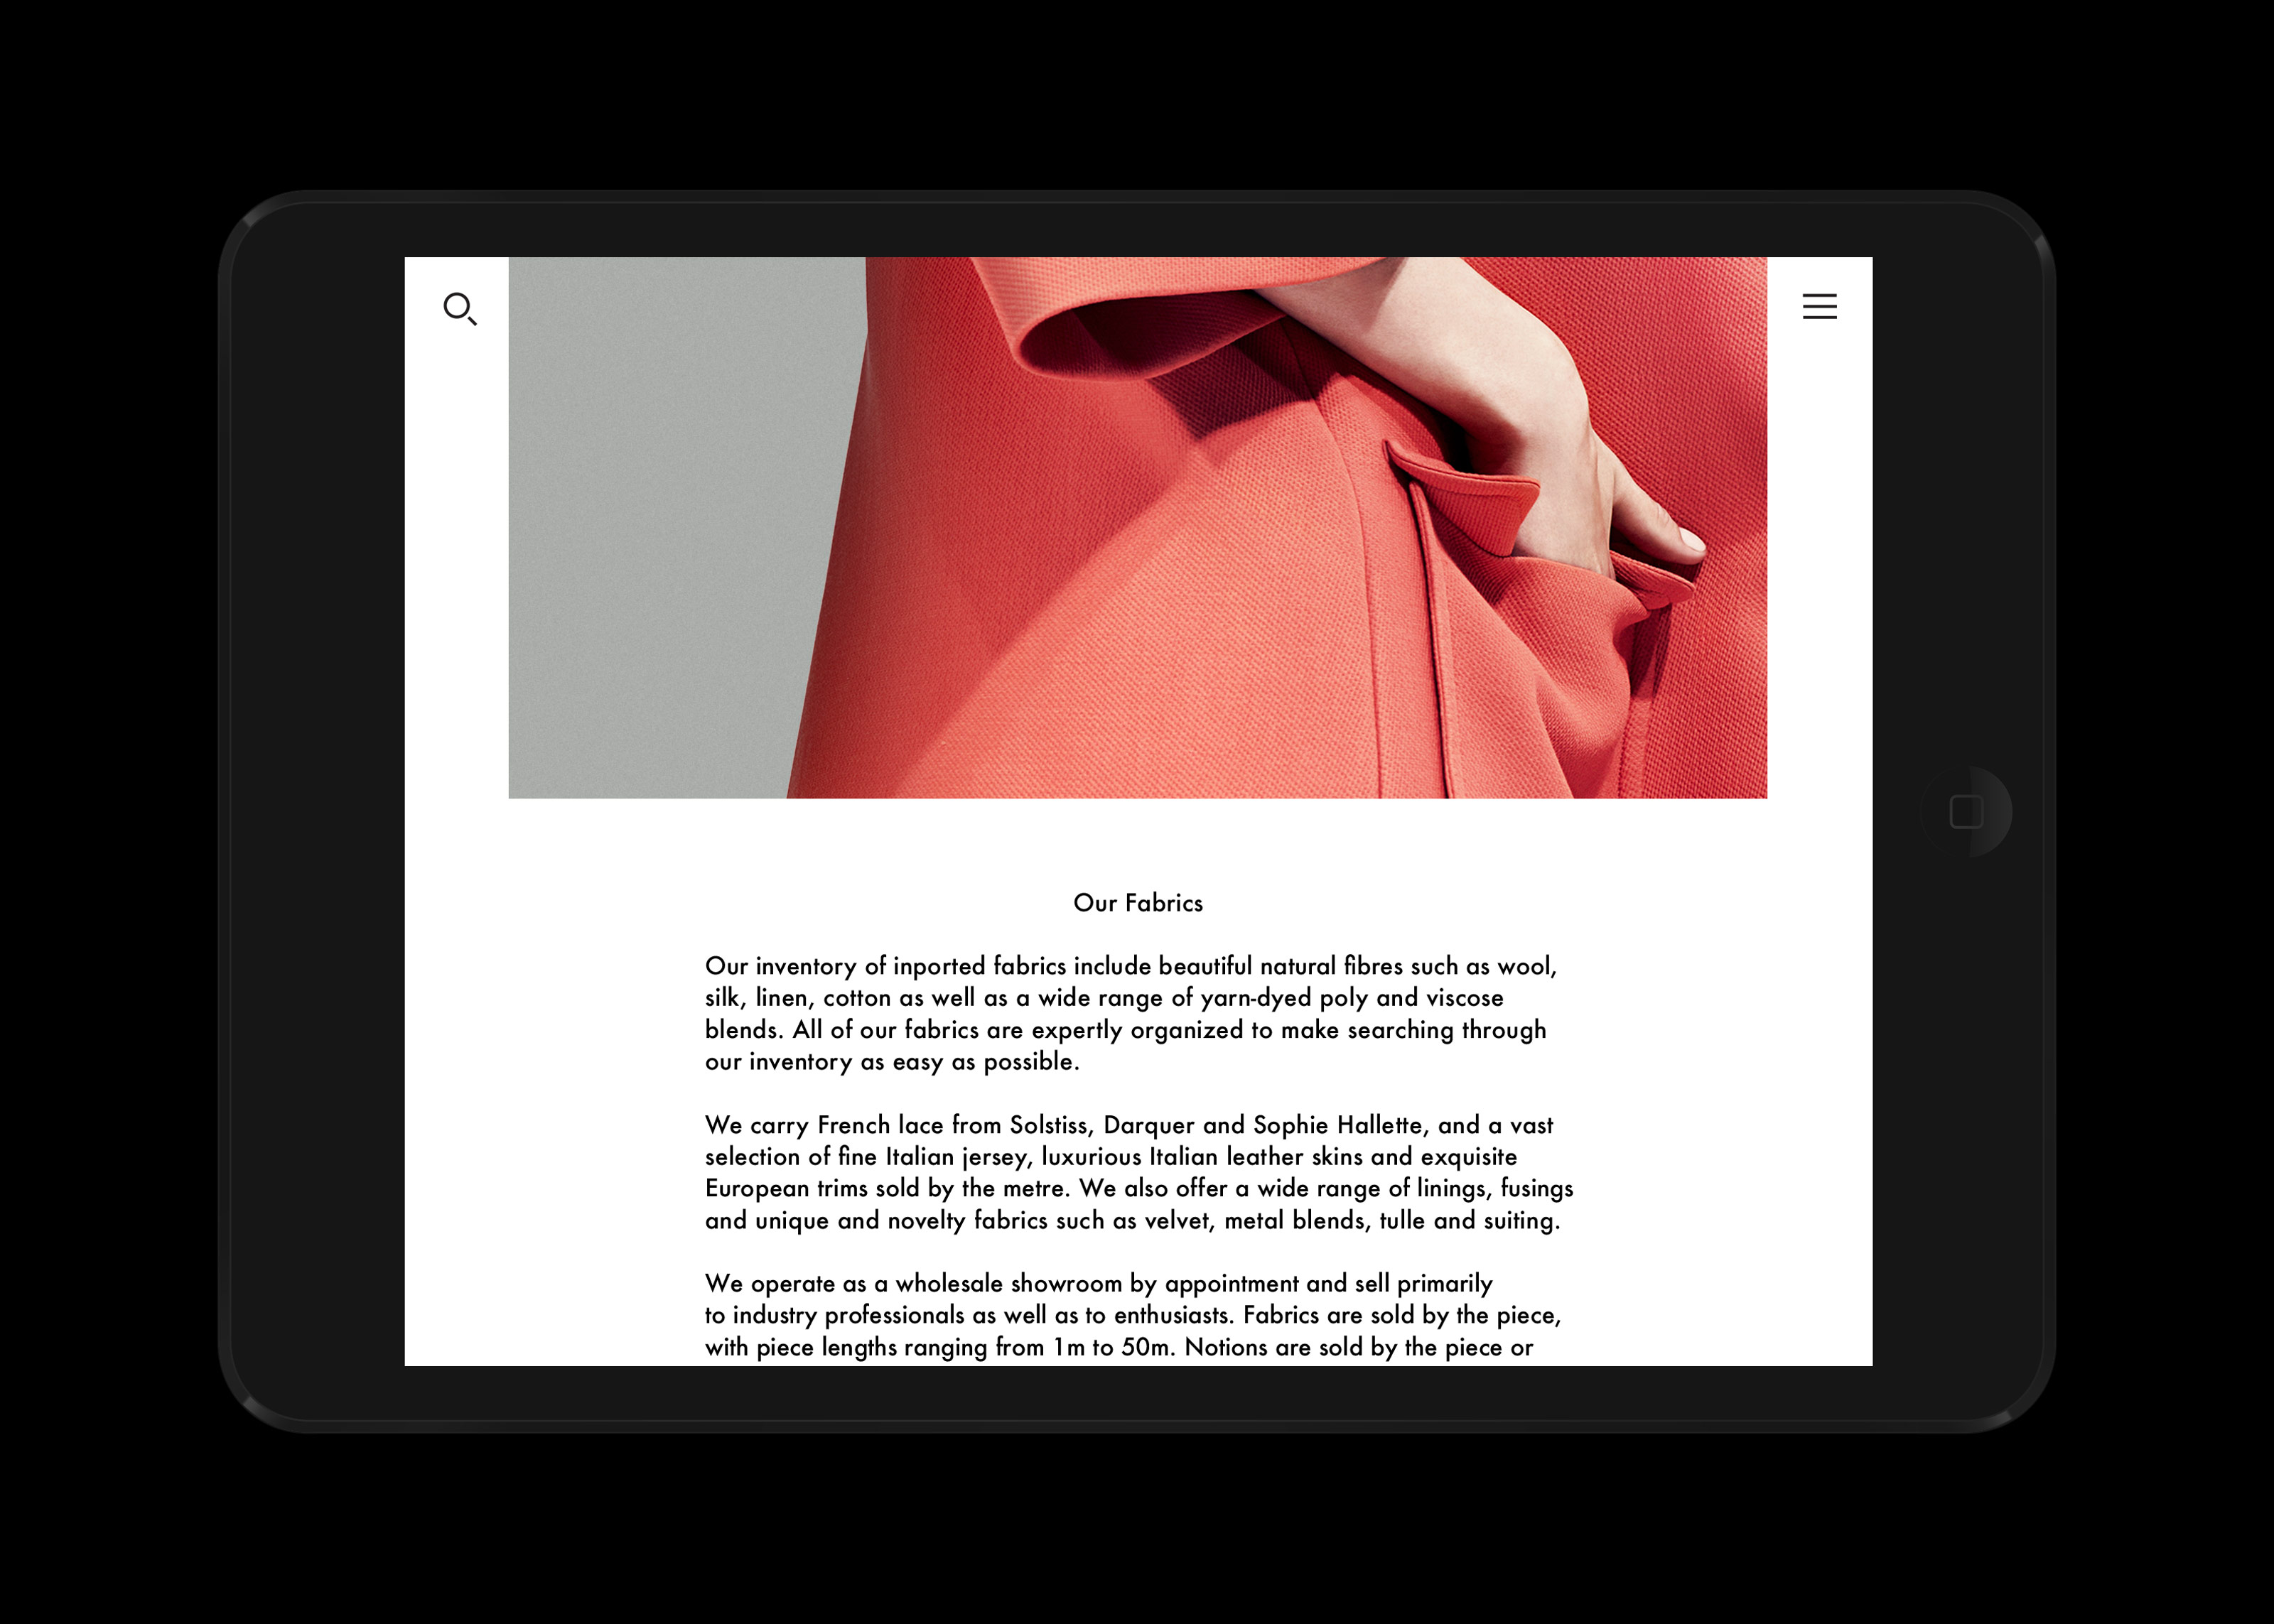 Our Fabrics
Our inventory of inported fabrics include beautiful natural fibres such as wool,
silk, linen, cotton as well as a wide range of yarn-dyed poly and viscose
blends. All of our fabrics are expertly organized to make searching through
our inventory as easy as possible.
We carry French lace from Solstiss, Darquer and Sophie Hallette, and a vast
selection of fine Italian jersey, luxurious Italian leather skins and exquisite
European trims sold by the metre. We also offer a wide range of linings, fusings
and unique and novelty fabrics such as velvet, metal blends, tulle and suiting.
We operate as a wholesale showroom by appointment and sell primarily
to industry professionals as well as to enthusiasts. Fabrics are sold by the piece,
with piece lengths ranging from 1m to 50m. Notions are sold by the piece or